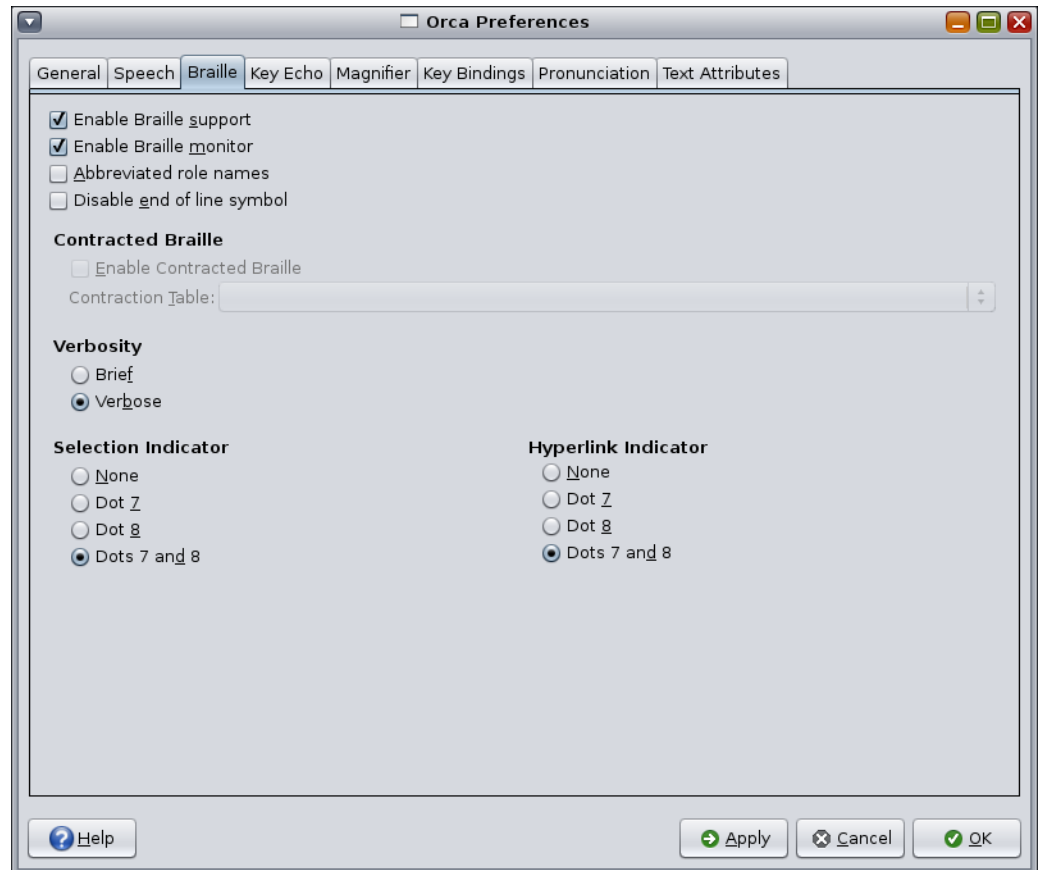 Orca Preferences
General Speech Braille Key Echo Magnifier Key Bindings Pronunciation Text Attributes
Enable Braille support
Enable Braille monitor
Abbreviated role names
Disable end of line symbol
Contracted Braille
Enable Contracted Braille
Contraction Table:
Verbosity
Brief
Verbose
Selection Indicator
None
Dot 7
Dot 8
Dots 7 and 8
Hyperlink Indicator
None
Dot 7
Dot 8
Dots 7 and 8
Help Apply Cancel OK